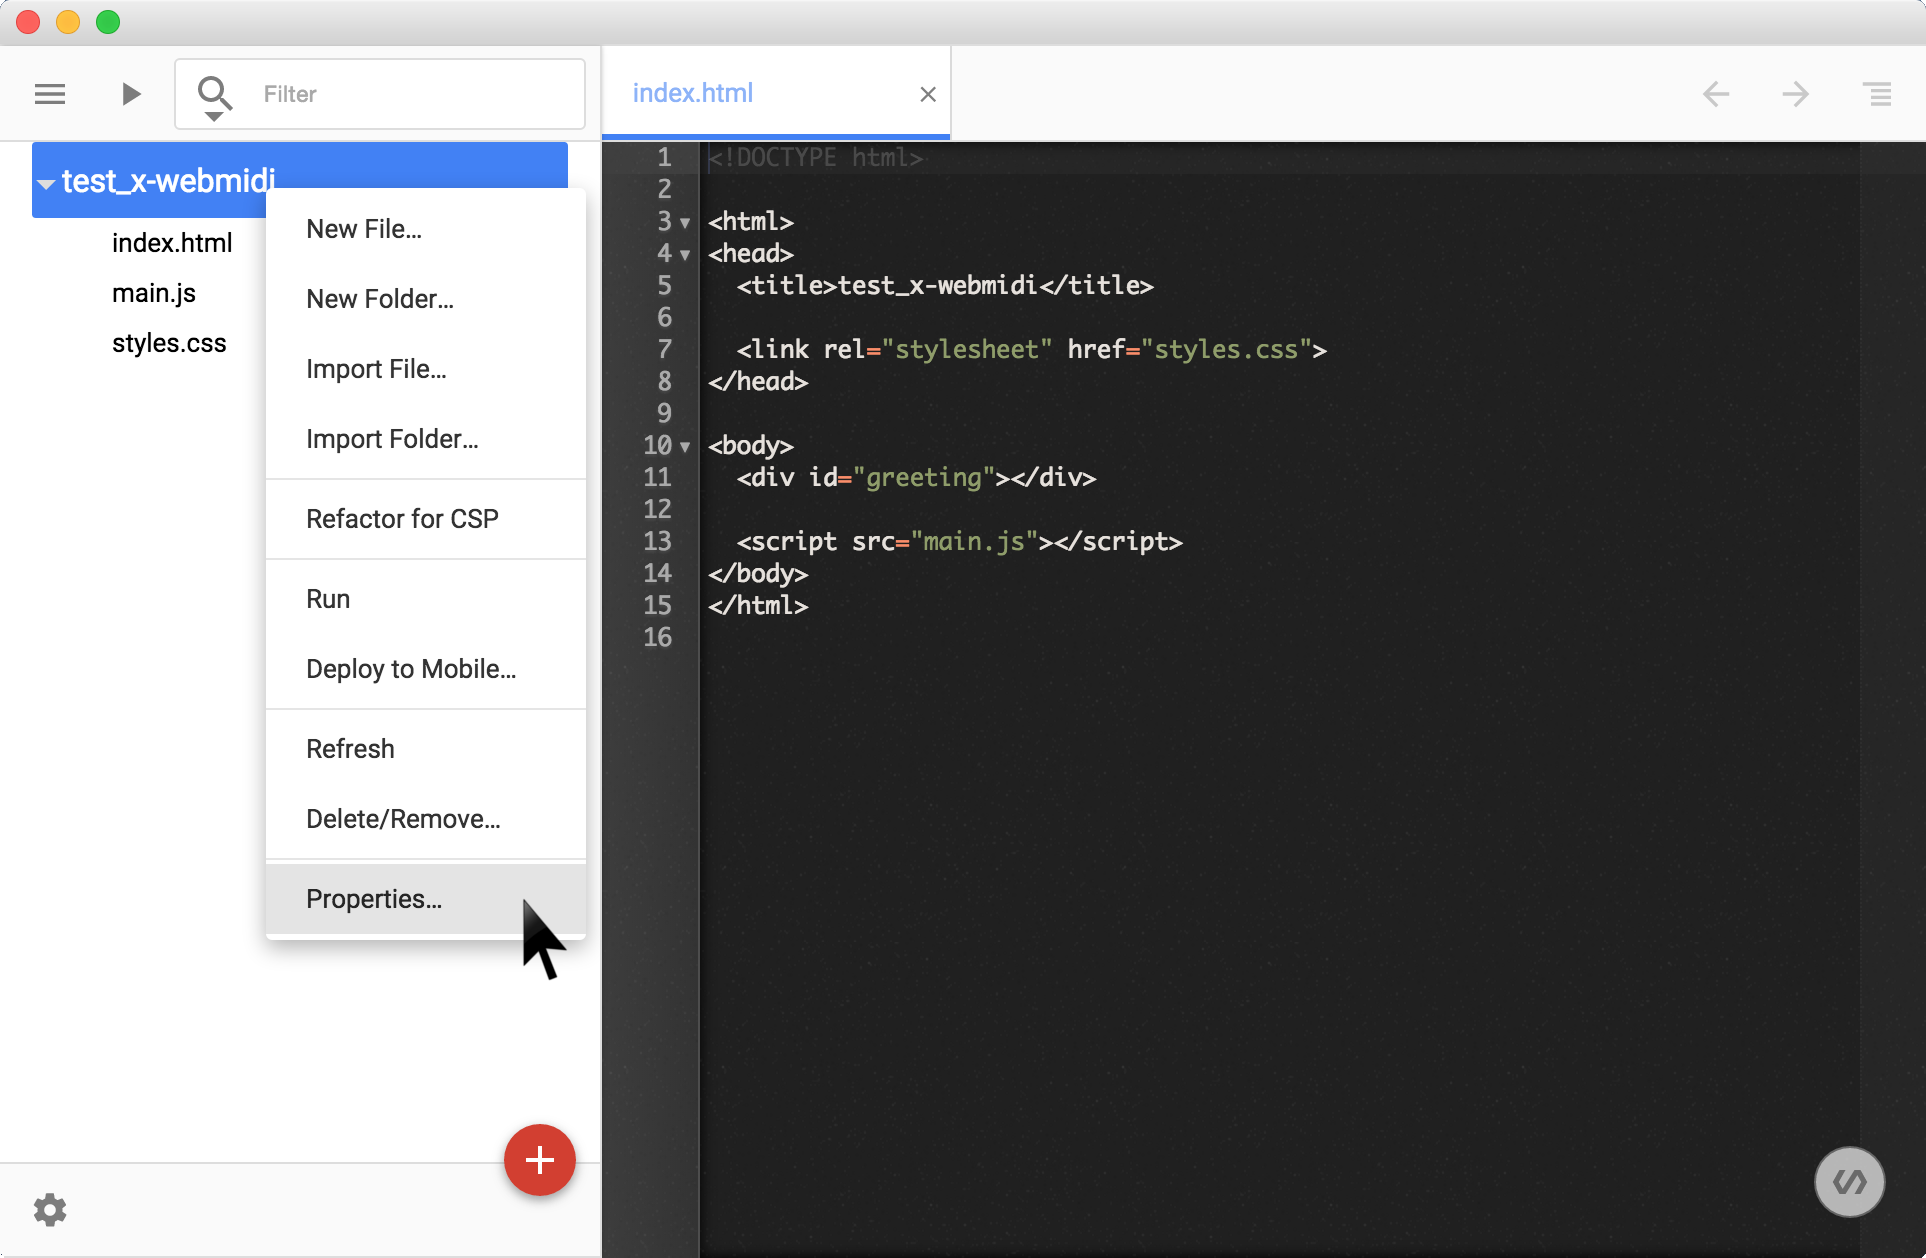 Filter
index.html
test_x-webmidi
index.html
main.js
styles.css
New File...
New Folder...
Import File...
Import Folder...
Refactor for CSP
Run
Deploy to Mobile...
Refresh
Delete/Remove...
Properties...
1 <!DOCTYPE html>
2
3 <html>
4 <head>
5   <title>test_x-webmidi</title>
6
7   <link rel="stylesheet" href="styles.css">
8 </head>
9
10 <body>
11   <div id="greeting"></div>
12
13   <script src="main.js"></script>
14 </body>
15 </html>
16